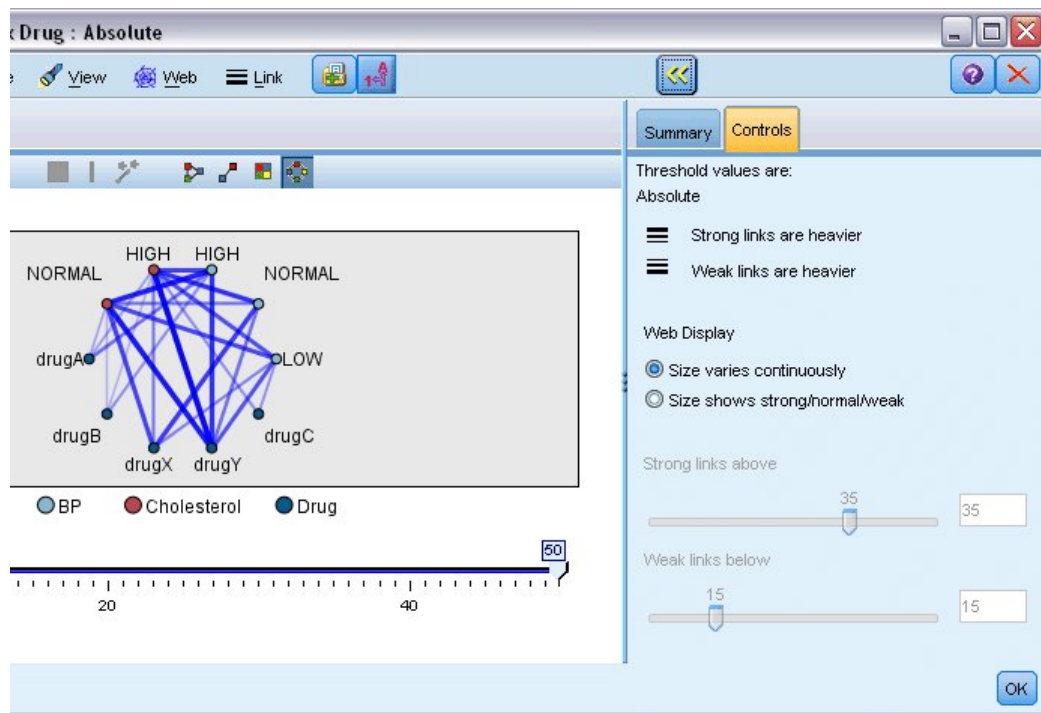 Drug : Absolute
View Web Link
Summary Controls
Threshold values are:
Absolute
Strong links are heavier
Weak links are heavier
Web Display
Size varies continuously
Size shows strong/normal/weak
Strong links above
35
35
Weak links below
15
15
OK
HIGH HIGH
NORMAL NORMAL
drugA LOW
drugB drugC
drugX drugY
BP Cholesterol Drug
50
20 40